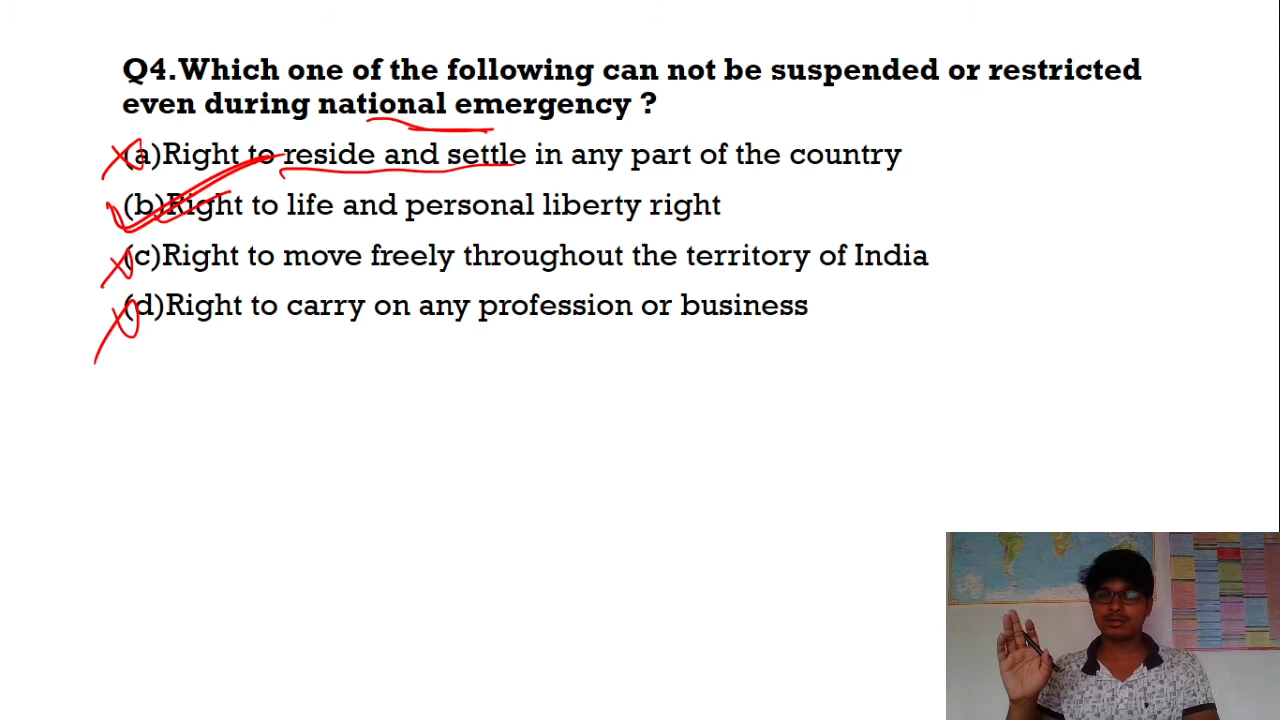 Q4.Which one of the following can not be suspended or restricted
even during national emergency ?
(a)Right to reside and settle in any part of the country
(b)Right to life and personal liberty right
(c)Right to move freely throughout the territory of India
(d)Right to carry on any profession or business